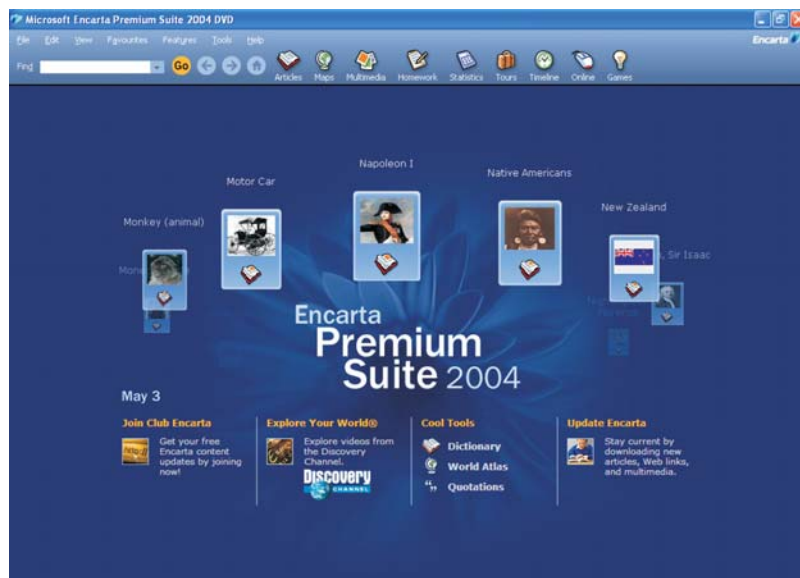 Microsoft Encarta Premium Suite 2004 DVD
File Edit View Favourites Features Tools Help
Encarta
Find
Go
Articles Maps Multimedia Homework Statistics Tours Timeline Online Games
Napoleon I
Motor Car
Native Americans
Monkey (animal)
New Zealand
, Sir Isaac
Encarta
Premium
Suite 2004
May 3
Join Club Encarta
Get your free
Encarta content
updates by joining
now!
Explore Your World®
Explore videos from
the Discovery
Channel.
Discovery
CHANNEL
Cool Tools
Dictionary
World Atlas
Quotations
Update Encarta
Stay current by
downloading new
articles, Web links,
and multimedia.